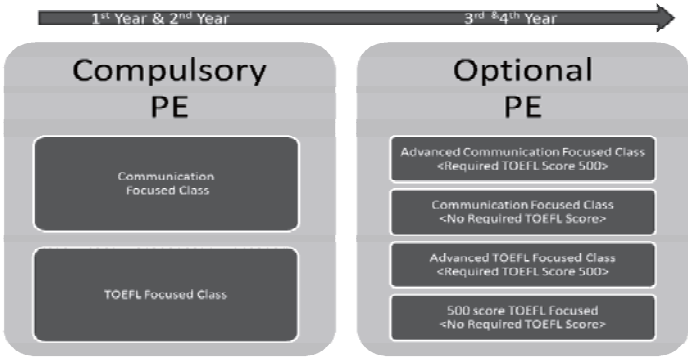 1st Year & 2nd Year
3rd & 4th Year
Compulsory
PE
Communication
Focused Class
TOEFL Focused Class
Optional
PE
Advanced Communication Focused Class
<Required TOEFL Score 500>
Communication Focused Class
<No Required TOEFL Score>
Advanced TOEFL Focused Class
<Required TOEFL Score 500>
500 score TOEFL Focused
<No Required TOEFL Score>